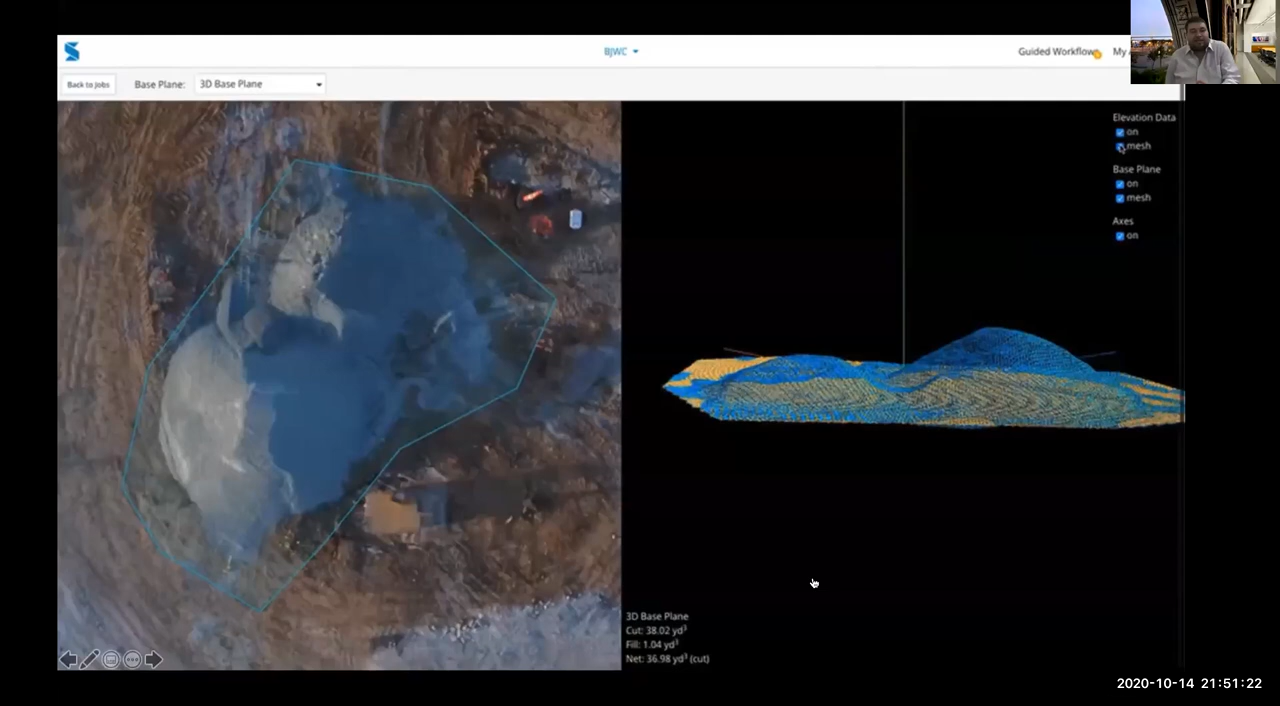 BJWC
Guided Workflows
My
Back to Jobs
Base Plane:
3D Base Plane
Elevation Data
on
mesh
Base Plane
on
mesh
Axes
on
3D Base Plane
Cut: 38.02 yd³
Fill: 1.04 yd³
Net: 36.98 yd³ (cut)
2020-10-14 21:51:22